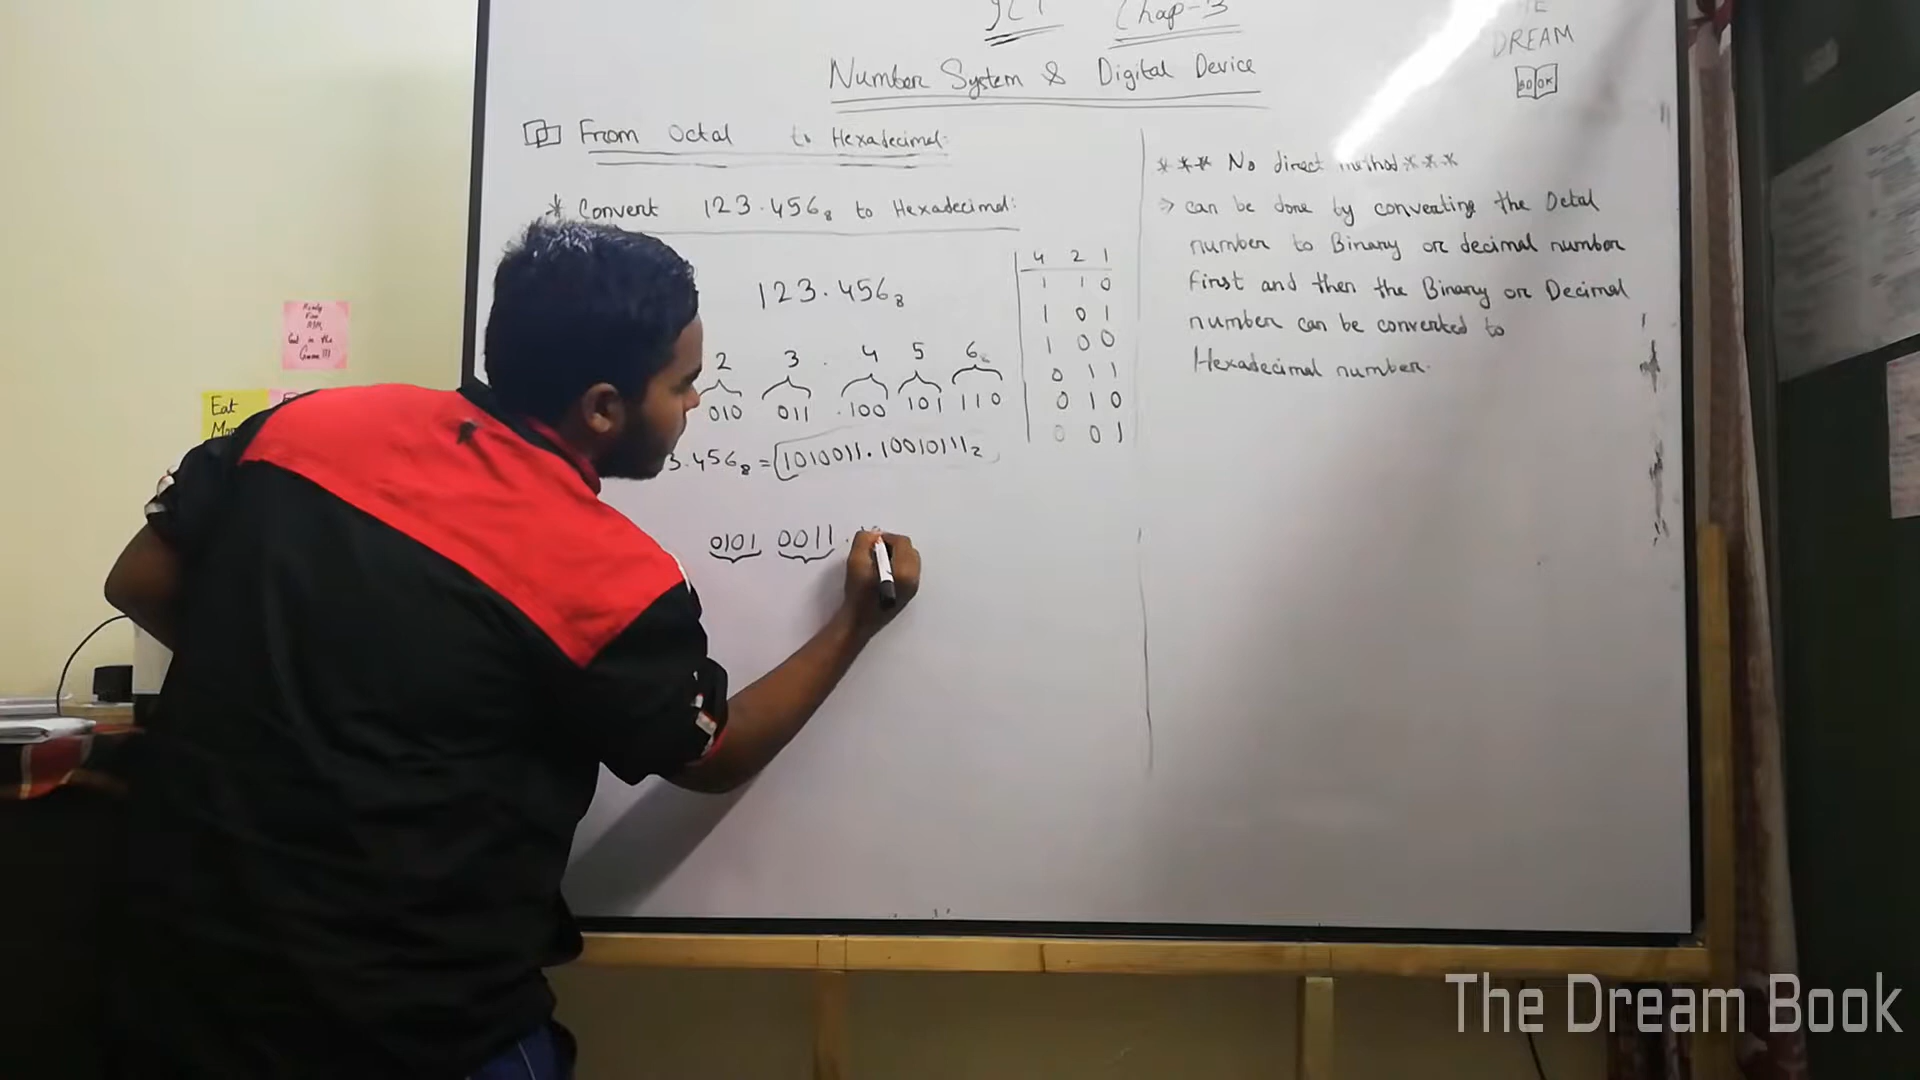 ICT Chap-3
Number System & Digital Device
DREAM
BOOK
From Octal to Hexadecimal:
* Convert 123.456₈ to Hexadecimal:
123.456₈
2 3 . 4 5 6
010 011 .100 101 110
3.456₈ = 1010011.10010111₂
0101 0011 .
4 2 1
1 1 0
1 0 1
1 0 0
0 1 1
0 1 0
0 0 1
*** No direct method ***
⇒ can be done by converting the Octal
number to Binary or decimal number
first and then the Binary or Decimal
number can be converted to
Hexadecimal number.
Eat
The Dream Book